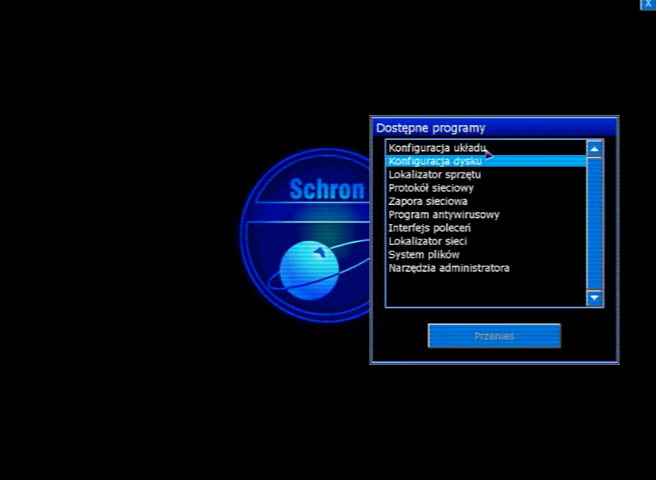 X
Dostępne programy
Konfiguracja układu
Konfiguracja dysku
Lokalizator sprzętu
Protokół sieciowy
Zapora sieciowa
Program antywirusowy
Interfejs poleceń
Lokalizator sieci
System plików
Narzędzia administratora
Przenieś
Schron